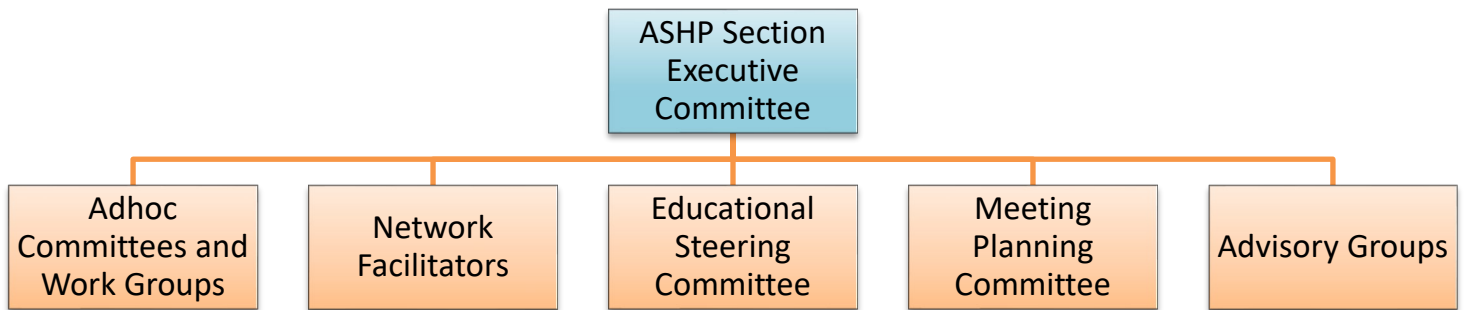 ASHP Section
Executive
Committee
Adhoc
Committees and
Work Groups
Network
Facilitators
Educational
Steering
Committee
Meeting
Planning
Committee
Advisory Groups